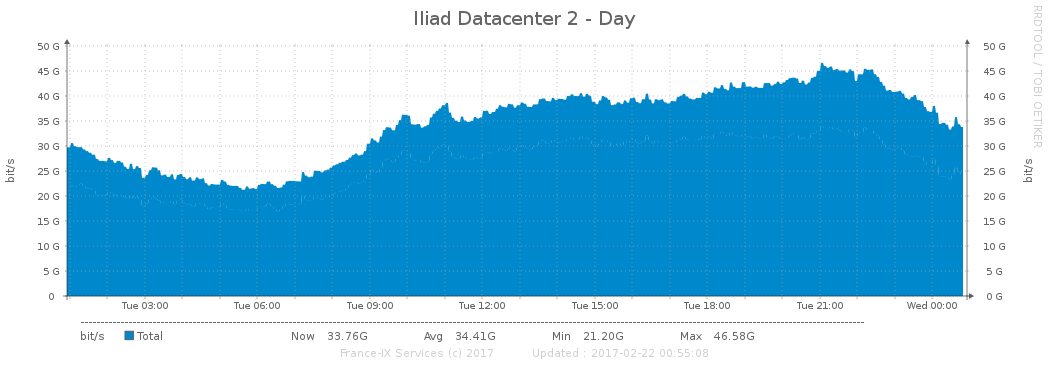 Iliad Datacenter 2 - Day
RRDTOOL / TOBI OETIKER
50 G 50 G
45 G 45 G
40 G 40 G
35 G 35 G
30 G 30 G
25 G 25 G
20 G 20 G
15 G 15 G
10 G 10 G
5 G 5 G
0 0 G
bit/s bit/s
Tue 03:00 Tue 06:00 Tue 09:00 Tue 12:00 Tue 15:00 Tue 18:00 Tue 21:00 Wed 00:00
bit/s Total Now 33.76G Avg 34.41G Min 21.20G Max 46.58G
France-IX Services (c) 2017 Updated : 2017-02-22 00:55:08